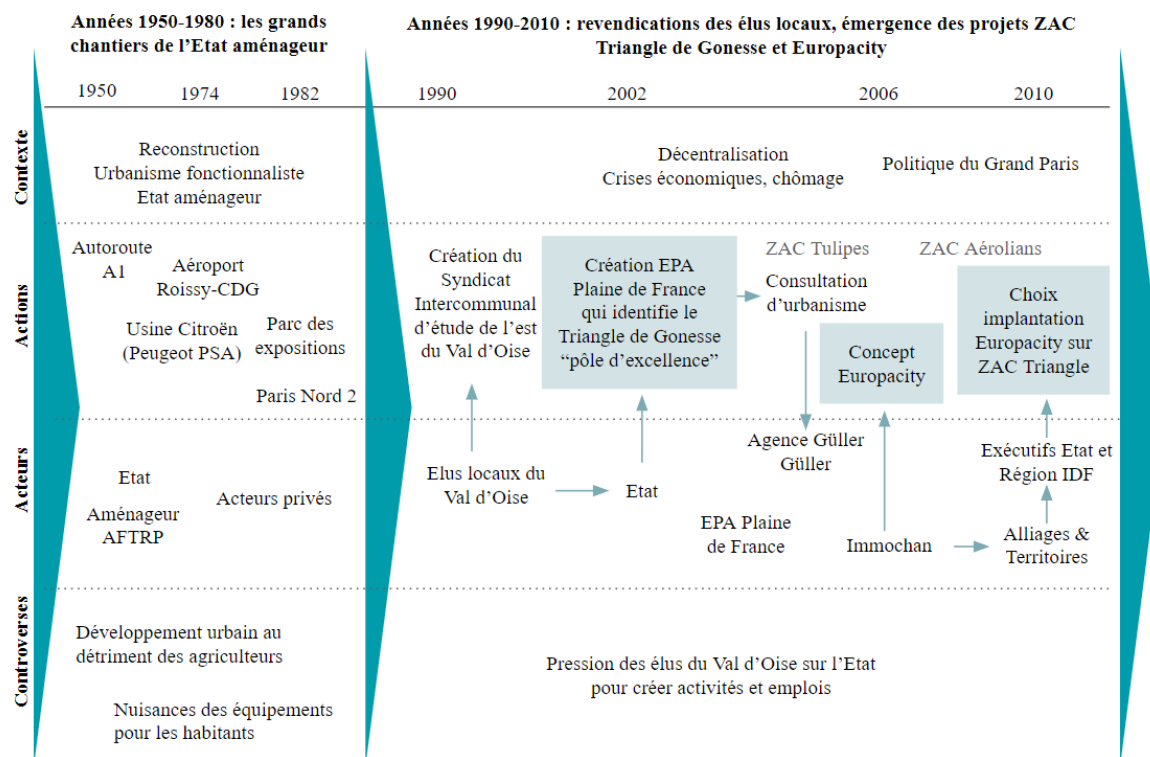 Années 1950-1980 : les grands
chantiers de l’Etat aménageur
Années 1990-2010 : revendications des élus locaux, émergence des projets ZAC
Triangle de Gonesse et Europacity
1950
1974
1982
1990
2002
2006
2010
Contexte
Reconstruction
Urbanisme fonctionnaliste
Etat aménageur
Décentralisation
Crises économiques, chômage
Politique du Grand Paris
Actions
Autoroute
A1
Aéroport
Roissy-CDG
Usine Citroën
(Peugeot PSA)
Parc des
expositions
Paris Nord 2
Création du
Syndicat
Intercommunal
d’étude de l’est
du Val d’Oise
Création EPA
Plaine de France
qui identifie le
Triangle de Gonesse
“pôle d’excellence”
ZAC Tulipes
Consultation
d’urbanisme
Concept
Europacity
ZAC Aérolians
Choix
implantation
Europacity sur
ZAC Triangle
Acteurs
Etat
Aménageur
AFTRP
Acteurs privés
Elus locaux du
Val d’Oise
Etat
Agence Güller
Güller
EPA Plaine
de France
Immochan
Exécutifs Etat et
Région IDF
Alliages &
Territoires
Controverses
Développement urbain au
détriment des agriculteurs
Nuisances des équipements
pour les habitants
Pression des élus du Val d’Oise sur l’Etat
pour créer activités et emplois